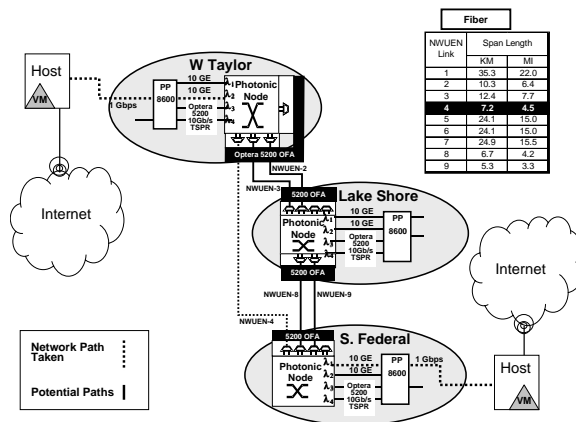 Fiber
NWUEN Link Span Length
KM MI
1 35.3 22.0
2 10.3 6.4
3 12.4 7.7
4 7.2 4.5
5 24.1 15.0
6 24.1 15.0
7 24.9 15.5
8 6.7 4.2
9 5.3 3.3
W Taylor
Host
VM
1 Gbps
PP
8600
10 GE
10 GE
Optera
5200
10Gb/s
TSPR
λ1
λ2
λ3
λ4
Photonic
Node
Optera 5200 OFA
Internet
NWUEN-2
NWUEN-3
Lake Shore
5200 OFA
Photonic
Node
λ1
λ2
λ3
λ4
10 GE
10 GE
Optera
5200
10Gb/s
TSPR
PP
8600
5200 OFA
NWUEN-8
NWUEN-9
NWUEN-4
S. Federal
5200 OFA
Photonic
Node
λ1
λ2
λ3
λ4
10 GE
10 GE
Optera
5200
10Gb/s
TSPR
PP
8600
1 Gbps
Internet
Host
VM
Network Path
Taken
Potential Paths